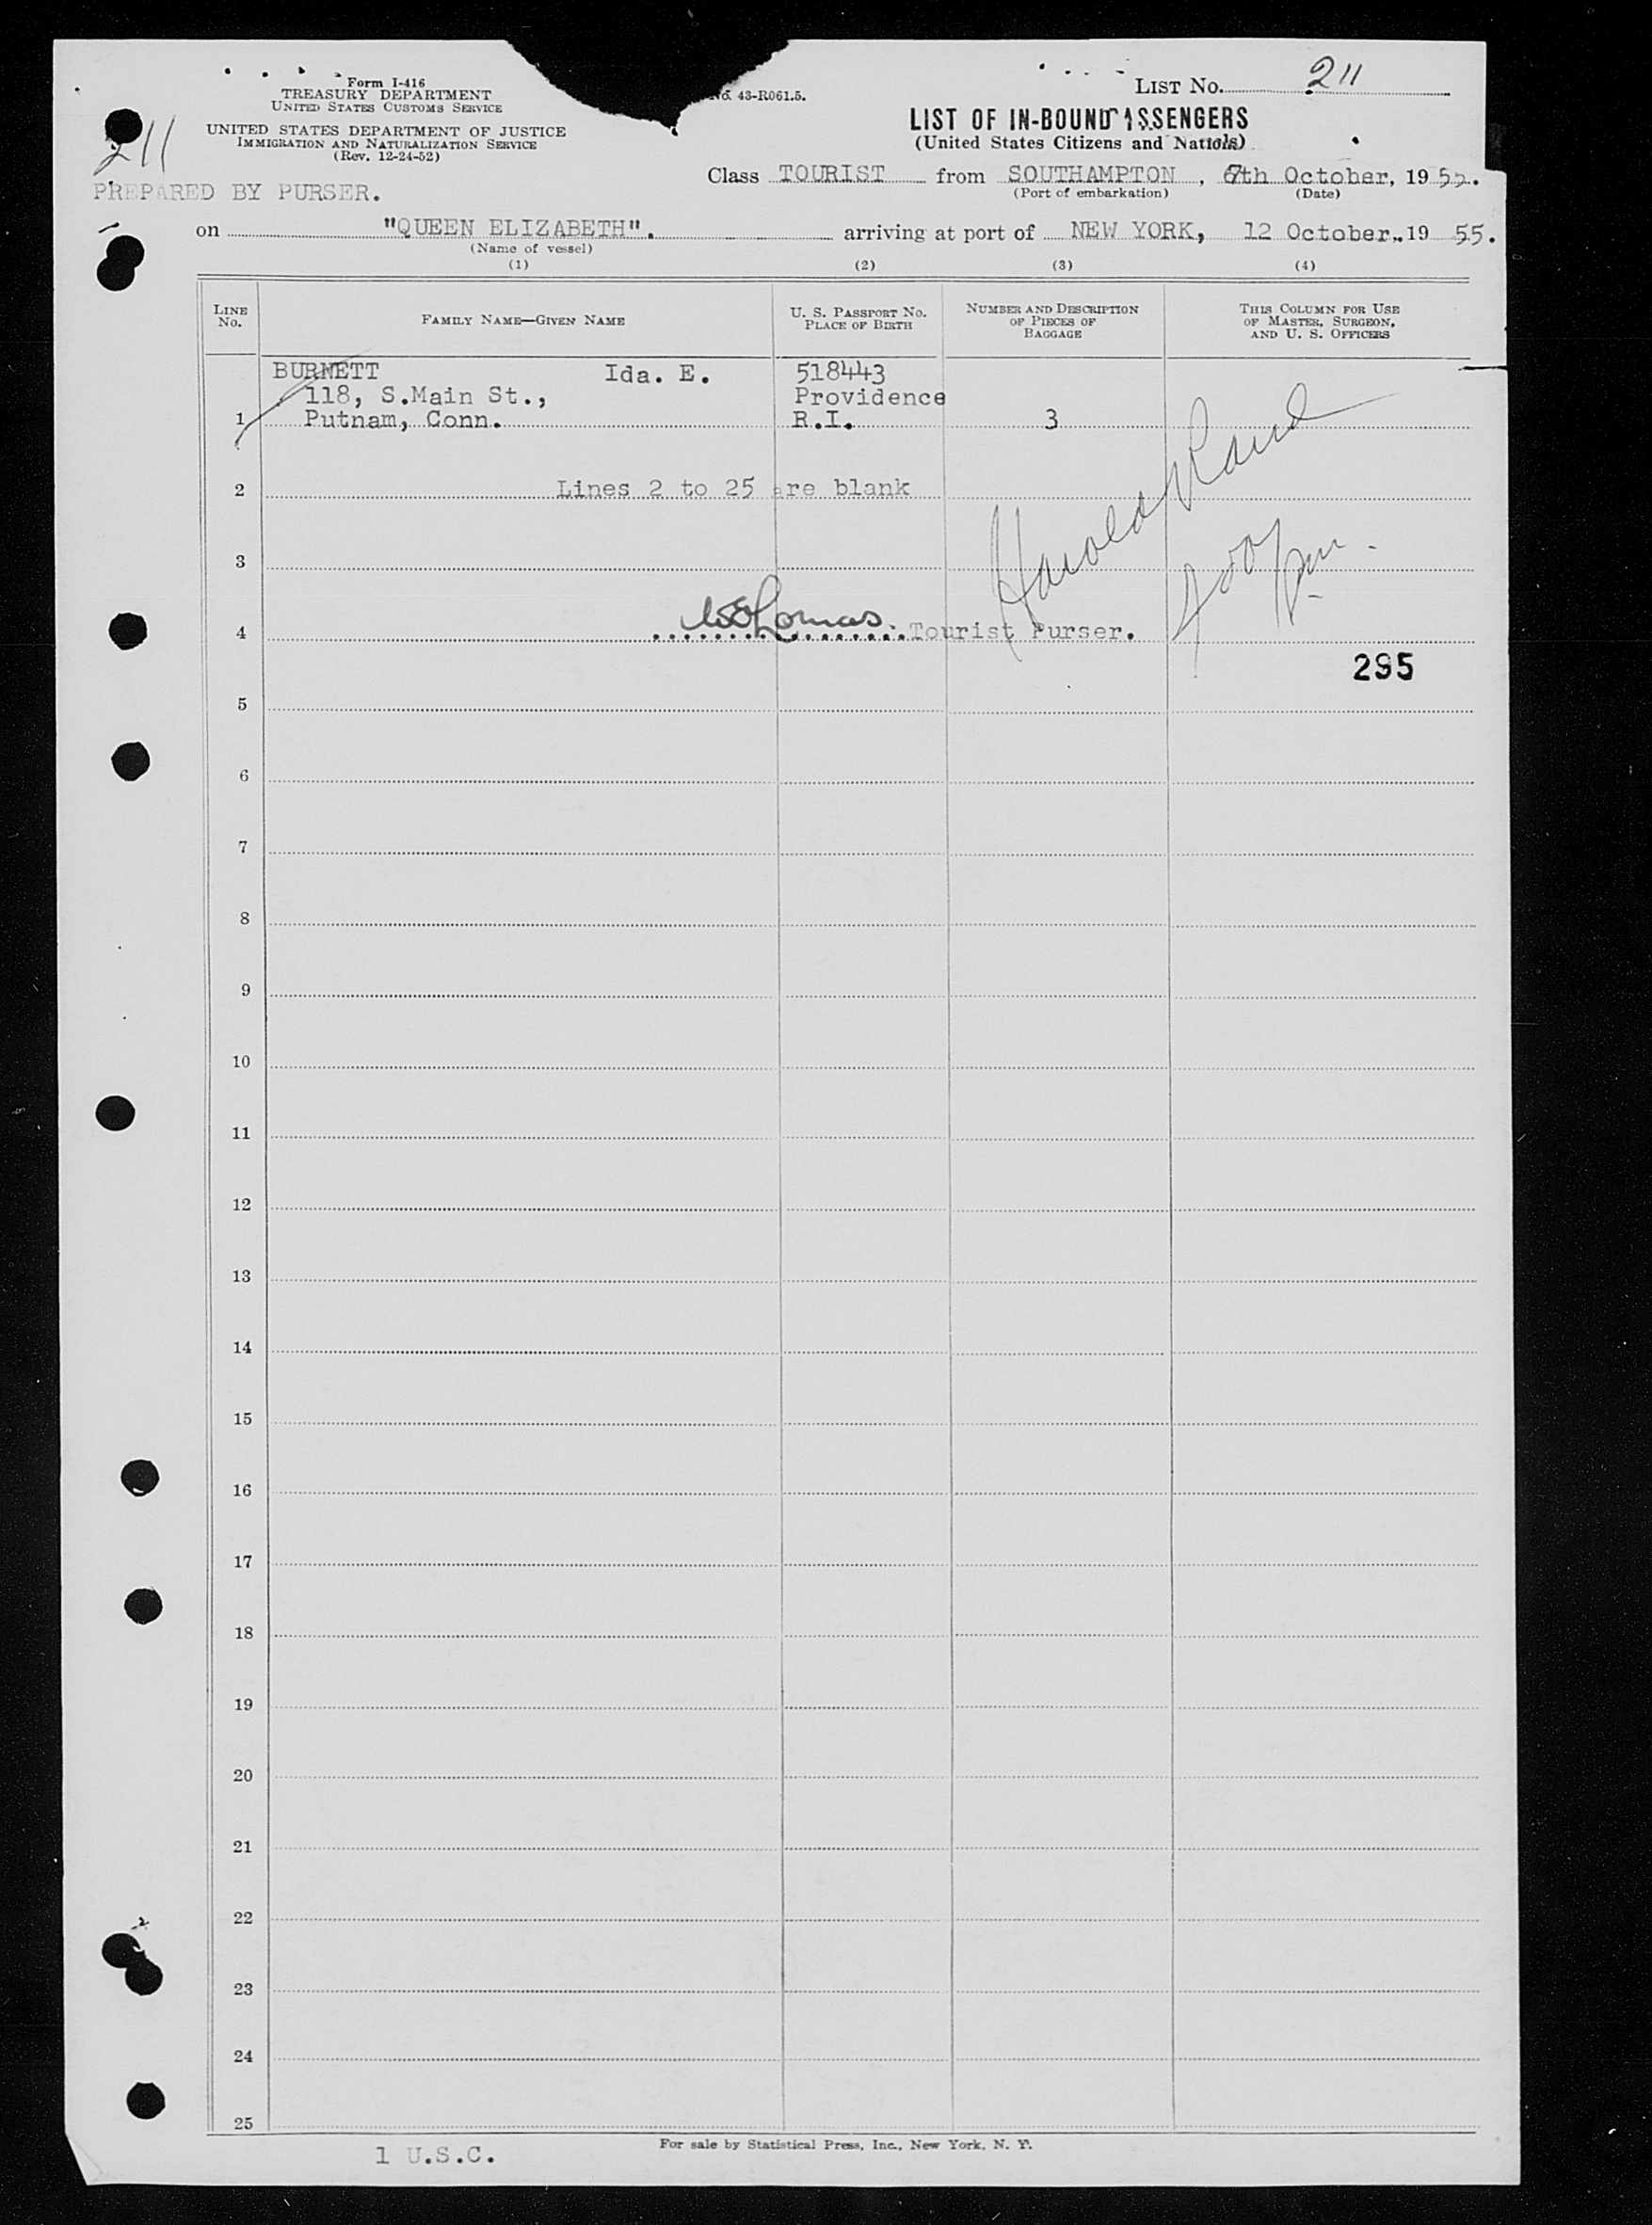 Form I-416
TREASURY DEPARTMENT
UNITED STATES CUSTOMS SERVICE
UNITED STATES DEPARTMENT OF JUSTICE
IMMIGRATION AND NATURALIZATION SERVICE
(Rev. 12-24-52)
211
PREPARED BY PURSER.
No. 43-R061.5.
LIST No. 211
LIST OF IN-BOUND ASSENGERS
(United States Citizens and Nationals)
Class TOURIST from SOUTHAMPTON, 7th October, 1955.
(Port of embarkation) (Date)
on "QUEEN ELIZABETH". arriving at port of NEW YORK, 12 October, 1955.
(Name of vessel)
(1) (2) (3) (4)
LINE No. FAMILY NAME—GIVEN NAME U. S. PASSPORT No. PLACE OF BIRTH NUMBER AND DESCRIPTION OF PIECES OF BAGGAGE THIS COLUMN FOR USE OF MASTER, SURGEON, AND U. S. OFFICERS
BURNETT Ida. E. 518443
118, S.Main St., Providence
1 Putnam, Conn. R.I. 3
2 Lines 2 to 25 are blank
Harold Rand
3
pm.
4 Thomas. Tourist Purser.
295
5
6
7
8
9
10
11
12
13
14
15
16
17
18
19
20
21
22
23
24
25
1 U.S.C.
For sale by Statistical Press, Inc., New York, N. Y.